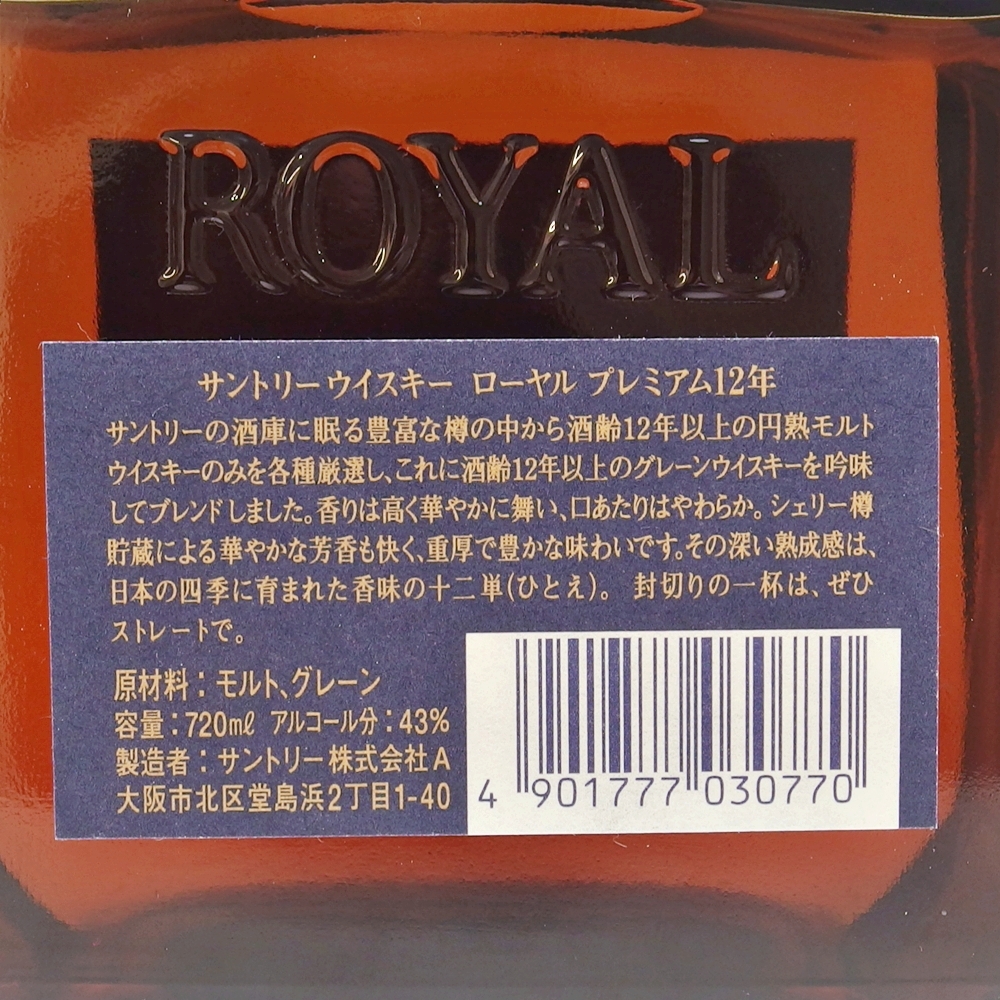 ROYAL
サントリーウイスキー ローヤル プレミアム12年
サントリーの酒庫に眠る豊富な樽の中から酒齢12年以上の円熟モルト
ウイスキーのみを各種厳選し、これに酒齢12年以上のグレーンウイスキーを吟味
してブレンドしました。香りは高く華やかに舞い、口あたりはやわらか。シェリー樽
貯蔵による華やかな芳香も快く、重厚で豊かな味わいです。その深い熟成感は、
日本の四季に育まれた香味の十二単(ひとえ)。 封切りの一杯は、ぜひ
ストレートで。
原材料：モルト、グレーン
容量：720mℓ アルコール分：43%
製造者：サントリー株式会社A
大阪市北区堂島浜2丁目1-40
4 901777 030770